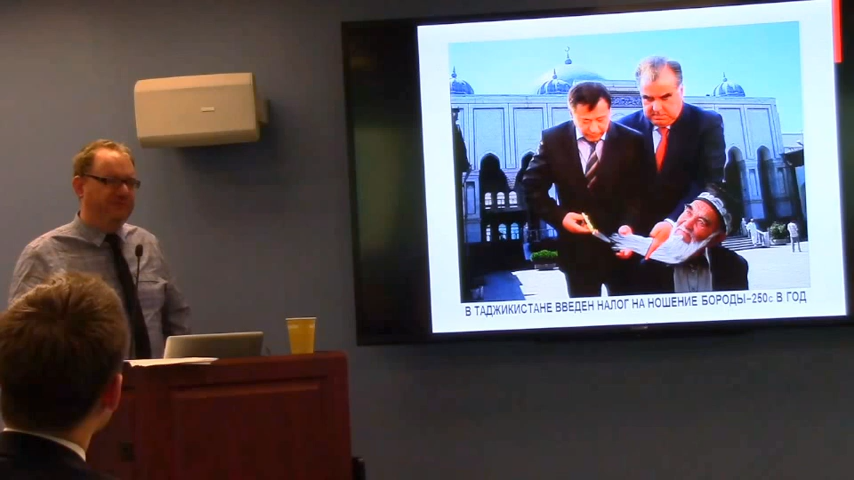 В ТАДЖИКИСТАНЕ ВВЕДЕН НАЛОГ НА НОШЕНИЕ БОРОДЫ-250с В ГОД